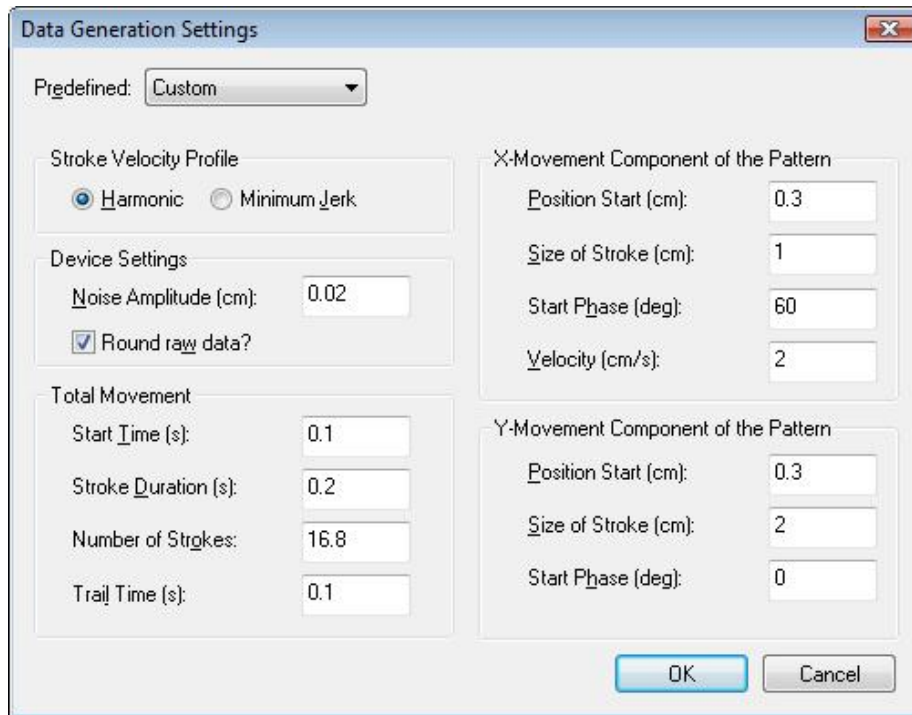 Data Generation Settings
Predefined: Custom
Stroke Velocity Profile
Harmonic Minimum Jerk
Device Settings
Noise Amplitude (cm): 0.02
Round raw data?
Total Movement
Start Time (s): 0.1
Stroke Duration (s): 0.2
Number of Strokes: 16.8
Trail Time (s): 0.1
X-Movement Component of the Pattern
Position Start (cm): 0.3
Size of Stroke (cm): 1
Start Phase (deg): 60
Velocity (cm/s): 2
Y-Movement Component of the Pattern
Position Start (cm): 0.3
Size of Stroke (cm): 2
Start Phase (deg): 0
OK Cancel